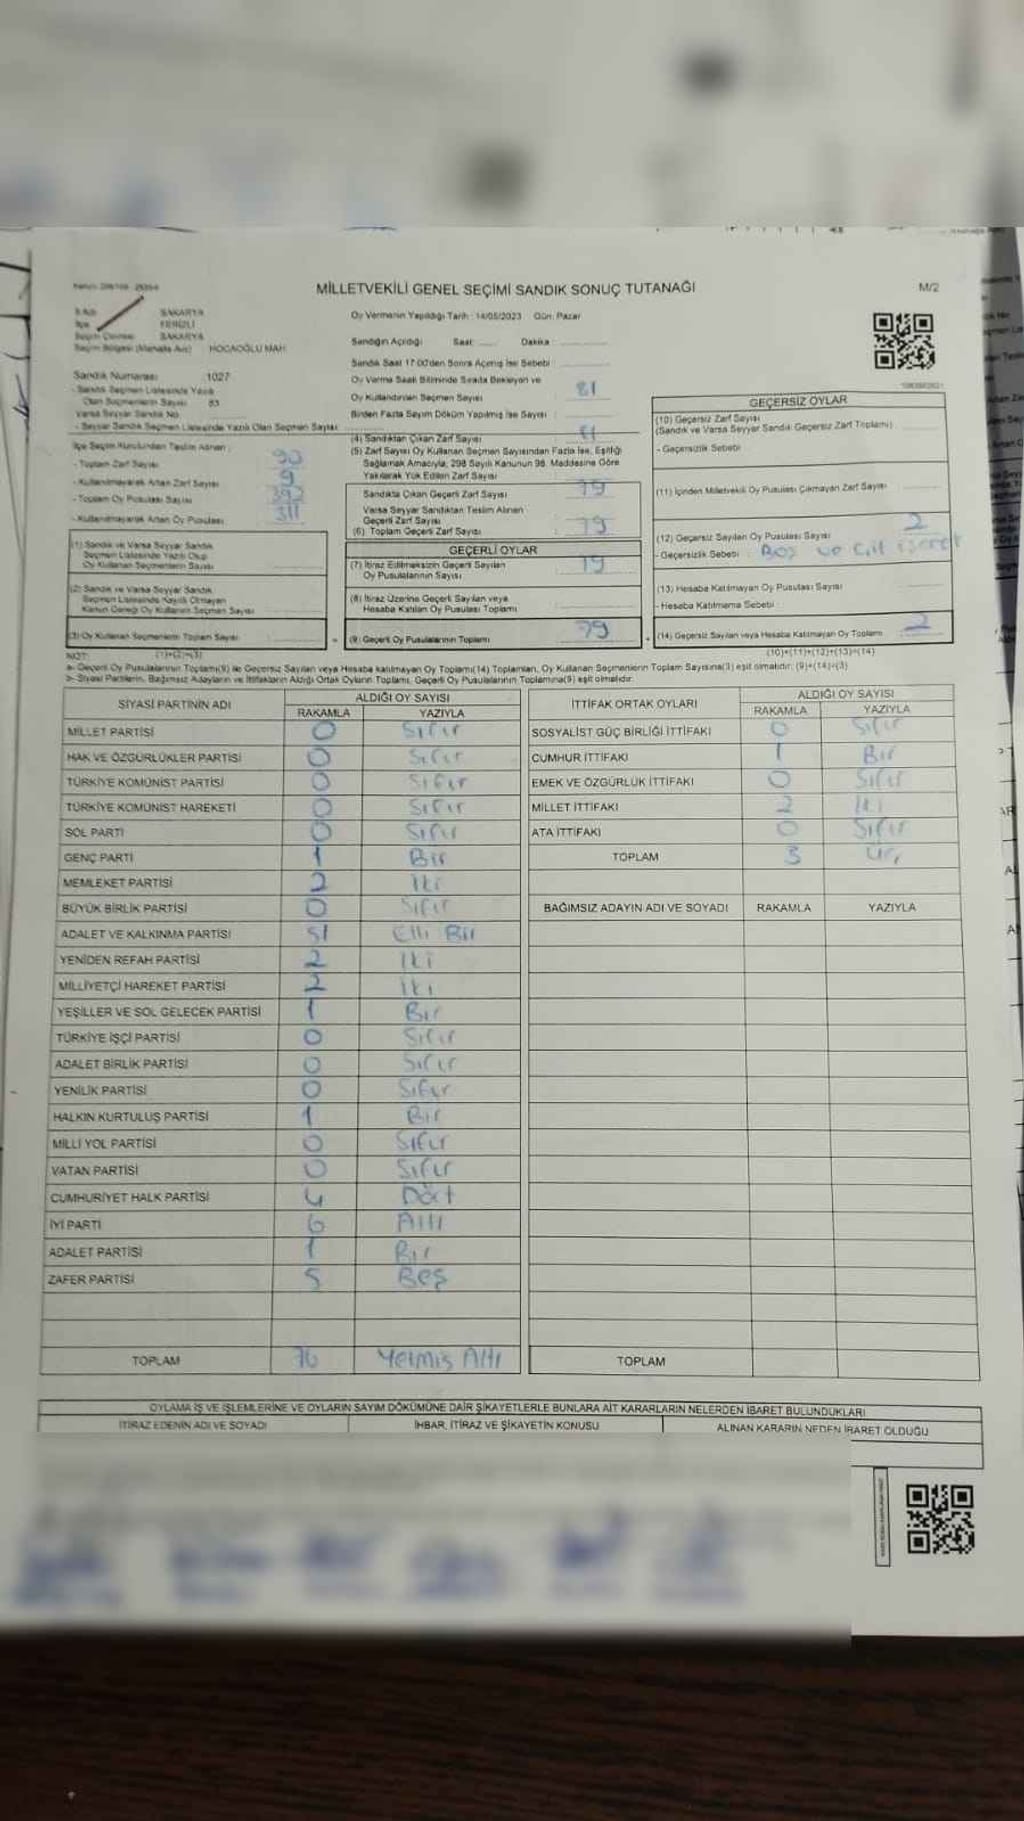 MİLLETVEKİLİ GENEL SEÇİMİ SANDIK SONUÇ TUTANAĞI
M/2
İli Adı : SAKARYA
İlçe : FERİZLİ
Seçim Çevresi : SAKARYA
HOCAOĞLU MAH.
Sandık Numarası : 1027
Sandık Seçmen Listesinde Yazılı
Olan Seçmenlerin Sayısı 83
Varsa Seyyar Sandık No
- Seyyar Sandık Seçmen Listesinde Yazılı Olan Seçmen Sayısı
İlçe Seçim Kurulundan Teslim Alınan
- Toplam Zarf Sayısı 90
- Kullanılmayarak Artan Zarf Sayısı 9
- Toplam Oy Pusulası Sayısı 392
- Kullanılmayarak Artan Oy Pusulası 311
(1) Sandık ve Varsa Seyyar Sandık
Seçmen Listesinde Yazılı Olup
Oy Kullanan Seçmenlerin Sayısı
(2) Sandık ve Varsa Seyyar Sandık
Seçmen Listesinde Kayıtlı Olmayan
Kanun Gereği Oy Kullanan Seçmen Sayısı
(3) Oy Kullanan Seçmenlerin Toplam Sayısı
(1)+(2)=(3)
Oy Vermenin Yapıldığı Tarih : 14/05/2023 Gün: Pazar
Sandığın Açıldığı Saat: Dakika :
Sandık Saat 17:00'den Sonra Açılmış İse Sebebi :
Oy Verme Saati Bitiminde Sırada Bekleyen ve
Oy Kullandırılan Seçmen Sayısı : 81
Birden Fazla Sayım Döküm Yapılmış İse Sayısı :
(4) Sandıktan Çıkan Zarf Sayısı : 81
(5) Zarf Sayısı Oy Kullanan Seçmen Sayısından Fazla İse, Eşitliği
Sağlamak Amacıyla, 298 Sayılı Kanunun 98. Maddesine Göre
Yakılarak Yok Edilen Zarf Sayısı
Sandıkta Çıkan Geçerli Zarf Sayısı : 79
Varsa Seyyar Sandıktan Teslim Alınan
Geçerli Zarf Sayısı
(6) Toplam Geçerli Zarf Sayısı : 79
GEÇERLİ OYLAR
(7) İtiraz Edilmeksizin Geçerli Sayılan
Oy Pusulalarının Sayısı : 79
(8) İtiraz Üzerine Geçerli Sayılan veya
Hesaba Katılan Oy Pusulası Toplamı
(9) Geçerli Oy Pusulalarının Toplamı : 79
GEÇERSİZ OYLAR
(10) Geçersiz Zarf Sayısı
(Sandık ve Varsa Seyyar Sandık Geçersiz Zarf Toplamı)
- Geçersizlik Sebebi
(11) İçinden Milletvekili Oy Pusulası Çıkmayan Zarf Sayısı
(12) Geçersiz Sayılan Oy Pusulası Sayısı 2
- Geçersizlik Sebebi : Boş ve Çift işaret
(13) Hesaba Katılmayan Oy Pusulası Sayısı
- Hesaba Katılmama Sebebi
(14) Geçersiz Sayılan veya Hesaba Katılmayan Oy Toplamı 2
(10)+(11)+(12)+(13)=(14)
NOT:
a- Geçerli Oy Pusulalarının Toplamı(9) ile Geçersiz Sayılan veya Hesaba katılmayan Oy Toplamı(14) Toplamları, Oy Kullanan Seçmenlerin Toplam Sayısına(3) eşit olmalıdır; (9)+(14)=(3)
b- Siyasi Partilerin, Bağımsız Adayların ve İttifakların Aldığı Ortak Oyların Toplamı, Geçerli Oy Pusulalarının Toplamına(9) eşit olmalıdır.
SİYASİ PARTİNİN ADI ALDIĞI OY SAYISI
RAKAMLA YAZIYLA
MİLLET PARTİSİ 0 Sıfır
HAK VE ÖZGÜRLÜKLER PARTİSİ 0 Sıfır
TÜRKİYE KOMÜNİST PARTİSİ 0 Sıfır
TÜRKİYE KOMÜNİST HAREKETİ 0 Sıfır
SOL PARTİ 0 Sıfır
GENÇ PARTİ 1 Bir
MEMLEKET PARTİSİ 2 İki
BÜYÜK BİRLİK PARTİSİ 0 Sıfır
ADALET VE KALKINMA PARTİSİ 51 Elli Bir
YENİDEN REFAH PARTİSİ 2 İki
MİLLİYETÇİ HAREKET PARTİSİ 2 İki
YEŞİLLER VE SOL GELECEK PARTİSİ 1 Bir
TÜRKİYE İŞÇİ PARTİSİ 0 Sıfır
ADALET BİRLİK PARTİSİ 0 Sıfır
YENİLİK PARTİSİ 0 Sıfır
HALKIN KURTULUŞ PARTİSİ 1 Bir
MİLLİ YOL PARTİSİ 0 Sıfır
VATAN PARTİSİ 0 Sıfır
CUMHURİYET HALK PARTİSİ 4 Dört
İYİ PARTİ 6 Altı
ADALET PARTİSİ 1 Bir
ZAFER PARTİSİ 5 Beş
TOPLAM 76 Yetmiş Altı
İTTİFAK ORTAK OYLARI ALDIĞI OY SAYISI
RAKAMLA YAZIYLA
SOSYALİST GÜÇ BİRLİĞİ İTTİFAKI 0 Sıfır
CUMHUR İTTİFAKI 1 Bir
EMEK VE ÖZGÜRLÜK İTTİFAKI 0 Sıfır
MİLLET İTTİFAKI 2 İki
ATA İTTİFAKI 0 Sıfır
TOPLAM 3 Üç
BAĞIMSIZ ADAYIN ADI VE SOYADI RAKAMLA YAZIYLA
TOPLAM
OYLAMA İŞ VE İŞLEMLERİNE VE OYLARIN SAYIM DÖKÜMÜNE DAİR ŞİKAYETLERLE BUNLARA AİT KARARLARIN NELERDEN İBARET BULUNDUKLARI
İTİRAZ EDENİN ADI VE SOYADI İHBAR, İTİRAZ VE ŞİKAYETİN KONUSU ALINAN KARARIN NEDEN İBARET OLDUĞU